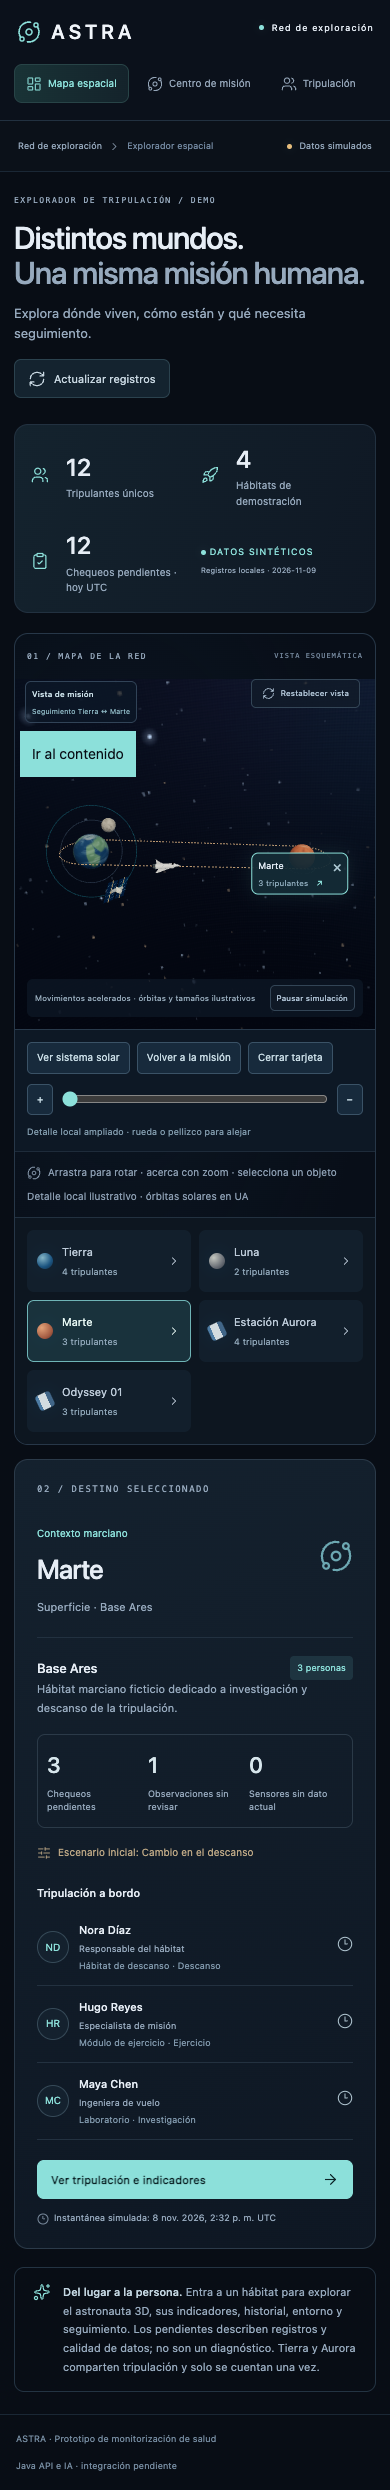 ASTRA
Red de exploración
Mapa espacial
Centro de misión
Tripulación
Red de exploración
Explorador espacial
Datos simulados
EXPLORADOR DE TRIPULACIÓN / DEMO
Distintos mundos.
Una misma misión humana.
Explora dónde viven, cómo están y qué necesita
seguimiento.
Actualizar registros
12
Tripulantes únicos
4
Hábitats de
demostración
12
Chequeos pendientes ·
hoy UTC
DATOS SINTÉTICOS
Registros locales · 2026-11-09
01 / MAPA DE LA RED
VISTA ESQUEMÁTICA
Vista de misión
Seguimiento Tierra ↔ Marte
Restablecer vista
Ir al contenido
Marte
×
3 tripulantes ↗
Movimientos acelerados · órbitas y tamaños ilustrativos
Pausar simulación
Ver sistema solar
Volver a la misión
Cerrar tarjeta
+
−
Detalle local ampliado · rueda o pellizco para alejar
Arrastra para rotar · acerca con zoom · selecciona un objeto
Detalle local ilustrativo · órbitas solares en UA
Tierra
4 tripulantes
Luna
2 tripulantes
Marte
3 tripulantes
Estación Aurora
4 tripulantes
Odyssey 01
3 tripulantes
02 / DESTINO SELECCIONADO
Contexto marciano
Marte
Superficie · Base Ares
Base Ares
3 personas
Hábitat marciano ficticio dedicado a investigación y
descanso de la tripulación.
3
Chequeos
pendientes
1
Observaciones sin
revisar
0
Sensores sin dato
actual
Escenario inicial: Cambio en el descanso
Tripulación a bordo
ND
Nora Díaz
Responsable del hábitat
Hábitat de descanso · Descanso
HR
Hugo Reyes
Especialista de misión
Módulo de ejercicio · Ejercicio
MC
Maya Chen
Ingeniera de vuelo
Laboratorio · Investigación
Ver tripulación e indicadores
Instantánea simulada: 8 nov. 2026, 2:32 p. m. UTC
Del lugar a la persona. Entra a un hábitat para explorar
el astronauta 3D, sus indicadores, historial, entorno y
seguimiento. Los pendientes describen registros y
calidad de datos; no son un diagnóstico. Tierra y Aurora
comparten tripulación y solo se cuentan una vez.
ASTRA · Prototipo de monitorización de salud
Java API e IA · integración pendiente